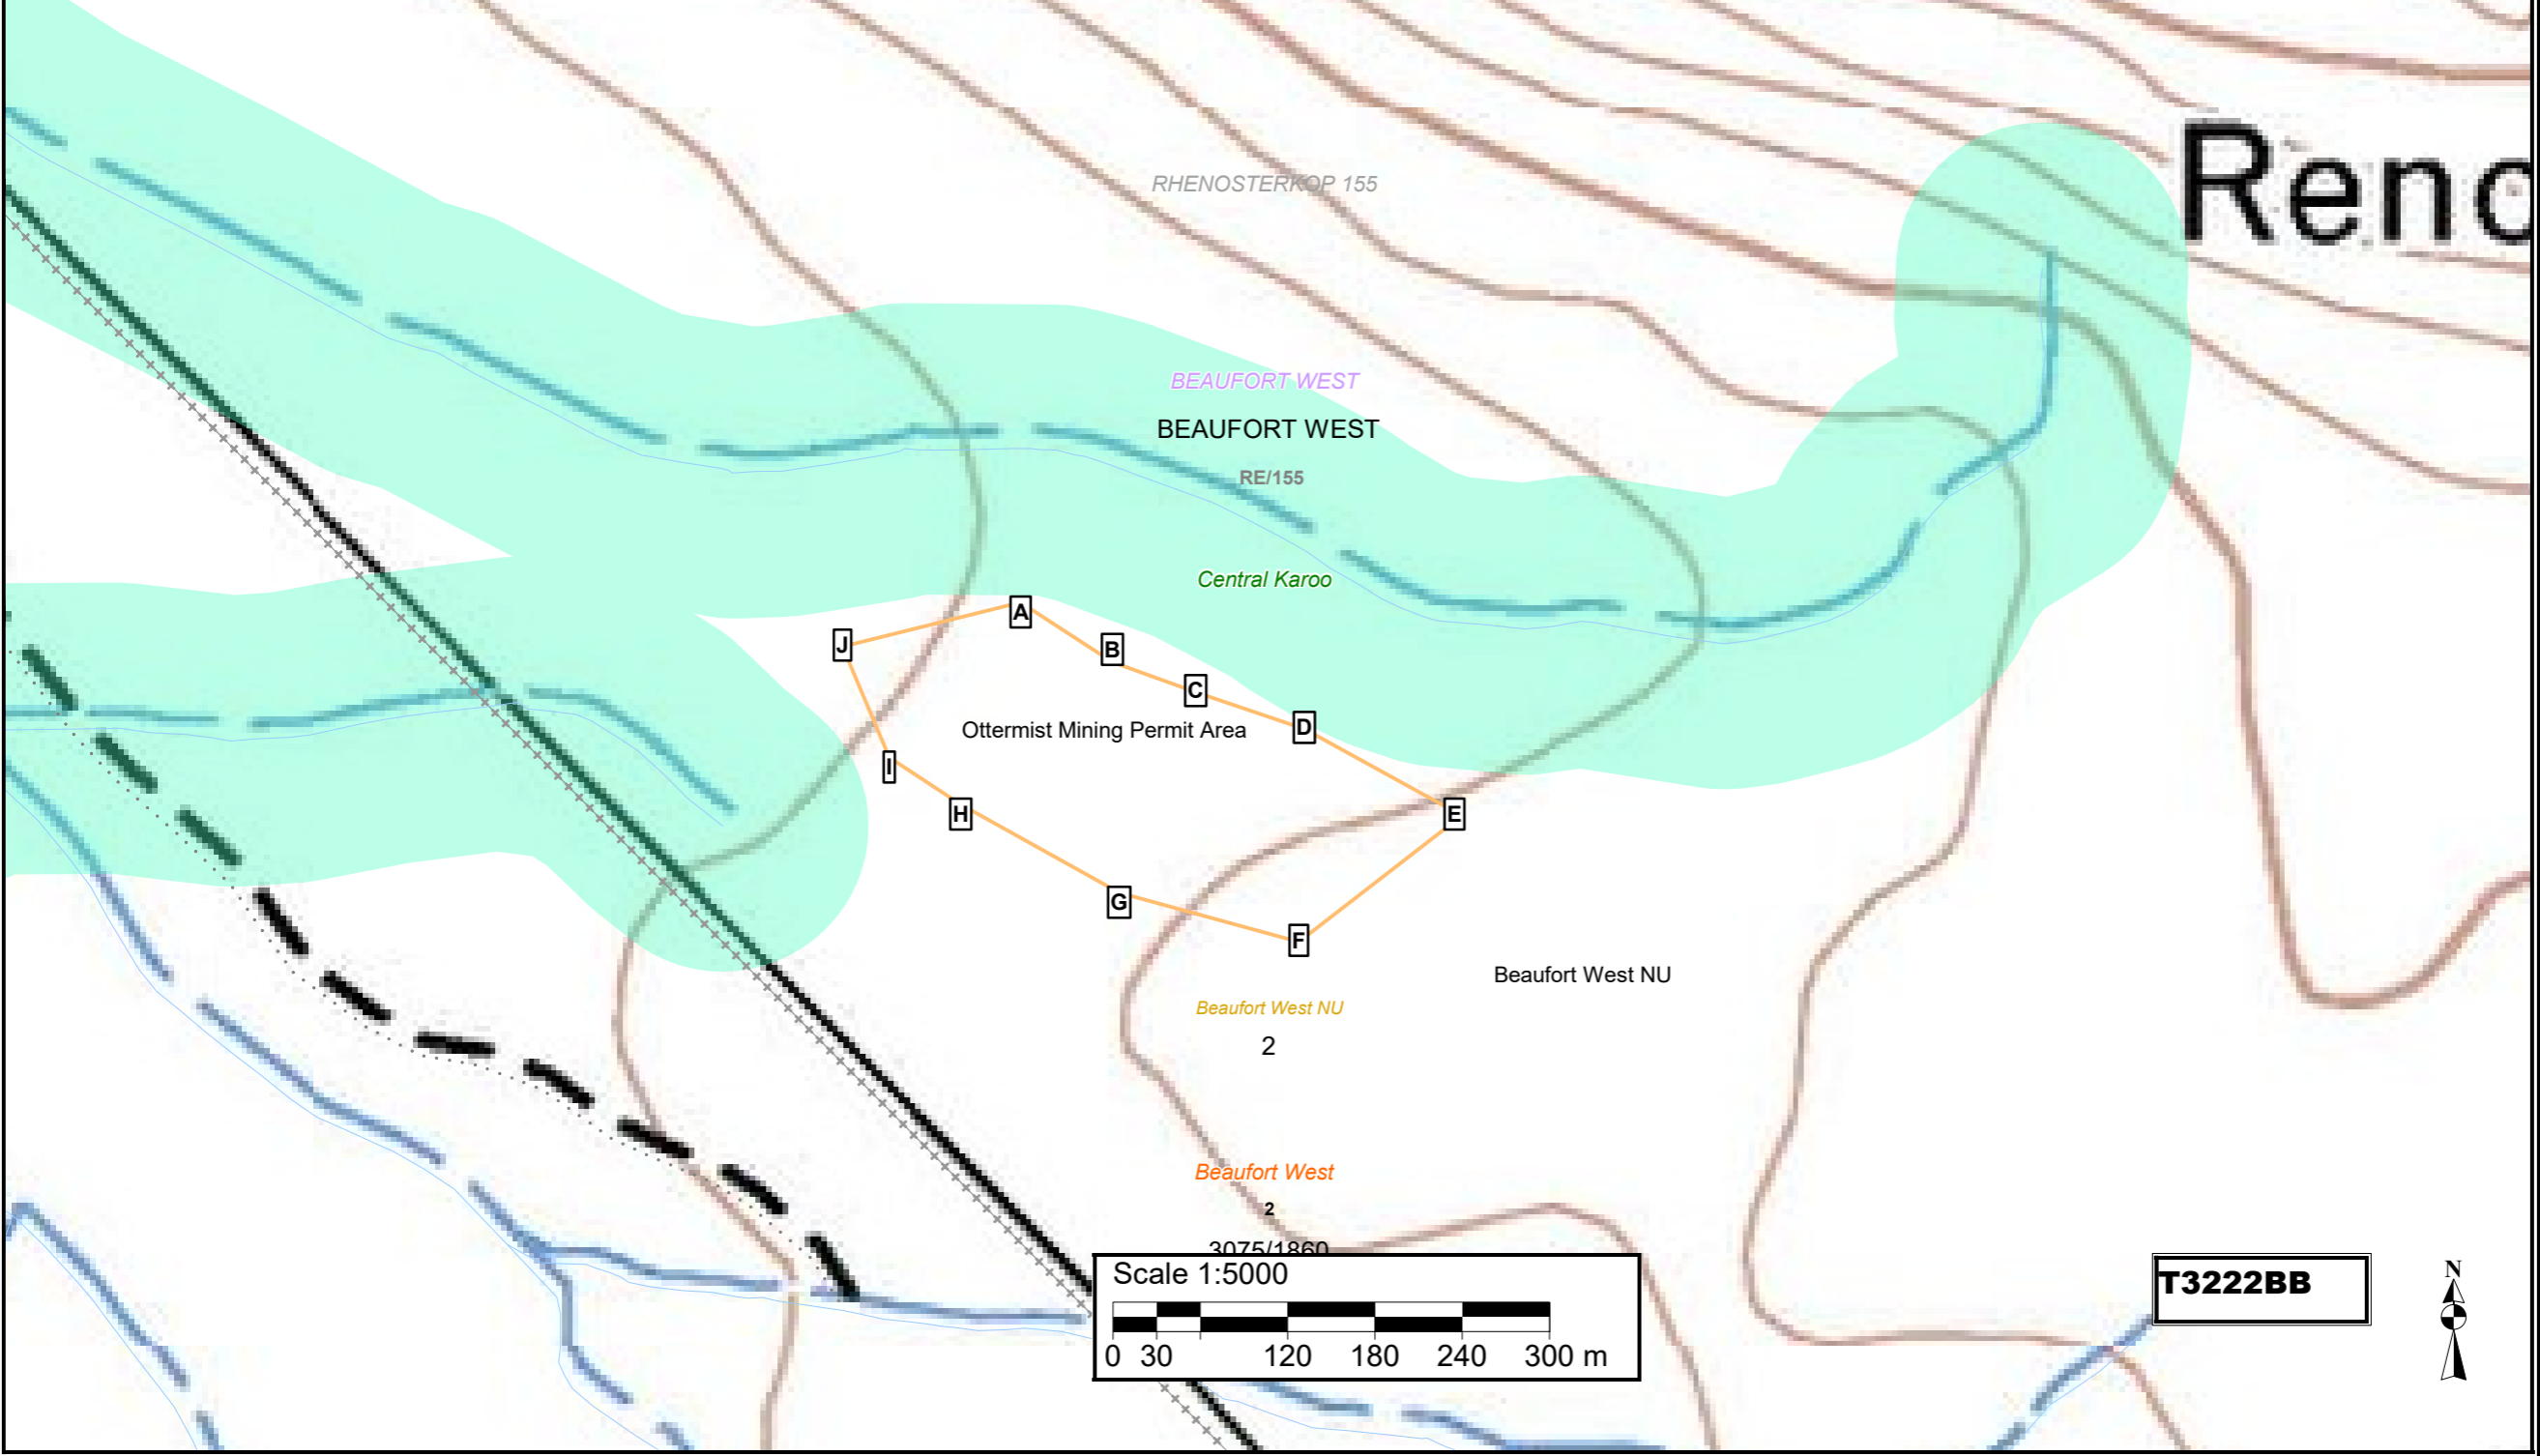 Reno
RHENOSTERKOP 155
BEAUFORT WEST
BEAUFORT WEST
RE/155
Central Karoo
A
J
B
C
D
Ottermist Mining Permit Area
I
H
E
G
F
Beaufort West NU
Beaufort West NU
2
Beaufort West
2
3075/1860
Scale 1:5000
0 30 120 180 240 300 m
T3222BB
N